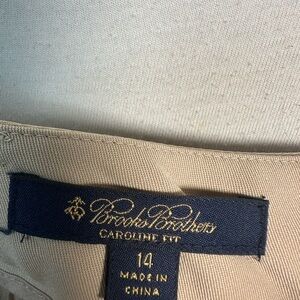 Brooks Brothers
CAROLINE FIT
14
MADE IN
CHINA